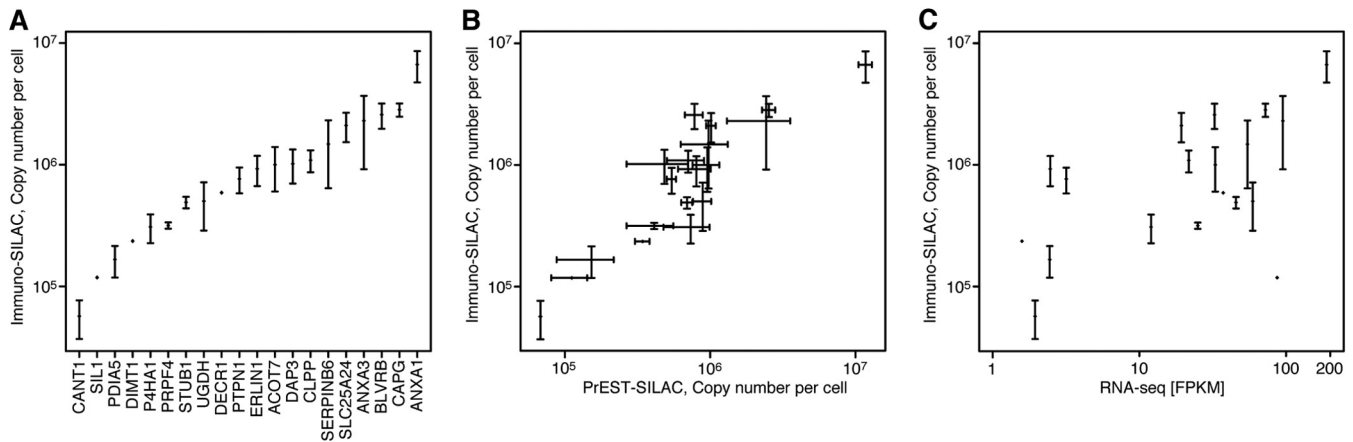 A
Immuno-SILAC, Copy number per cell
10⁷
10⁶
10⁵
CANT1
SIL1
PDIA5
DIMT1
P4HA1
PRPF4
STUB1
UGDH
DECR1
PTPN1
ERLIN1
ACOT7
DAP3
CLPP
SERPINB6
SLC25A24
ANXA3
BLVRB
CAPG
ANXA1
B
Immuno-SILAC, Copy number per cell
10⁷
10⁶
10⁵
10⁵
10⁶
10⁷
PrEST-SILAC, Copy number per cell
C
Immuno-SILAC, Copy number per cell
10⁷
10⁶
10⁵
1
10
100
200
RNA-seq [FPKM]